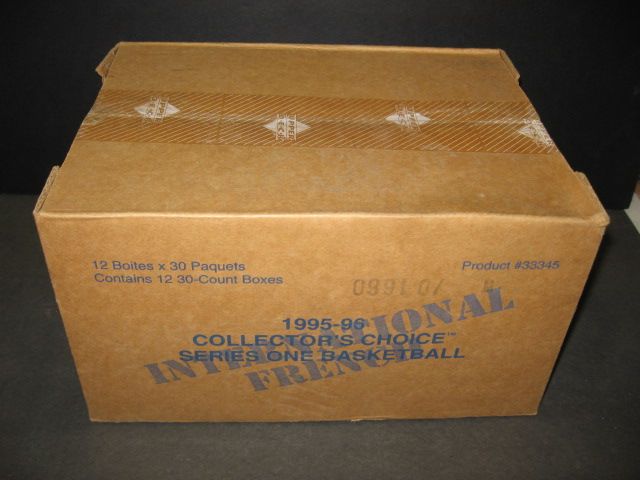 12 Boites x 30 Paquets
Contains 12 30-Count Boxes
Product #33345
1995-96
COLLECTOR'S CHOICE™
SERIES ONE BASKETBALL
INTERNATIONAL
FRENCH